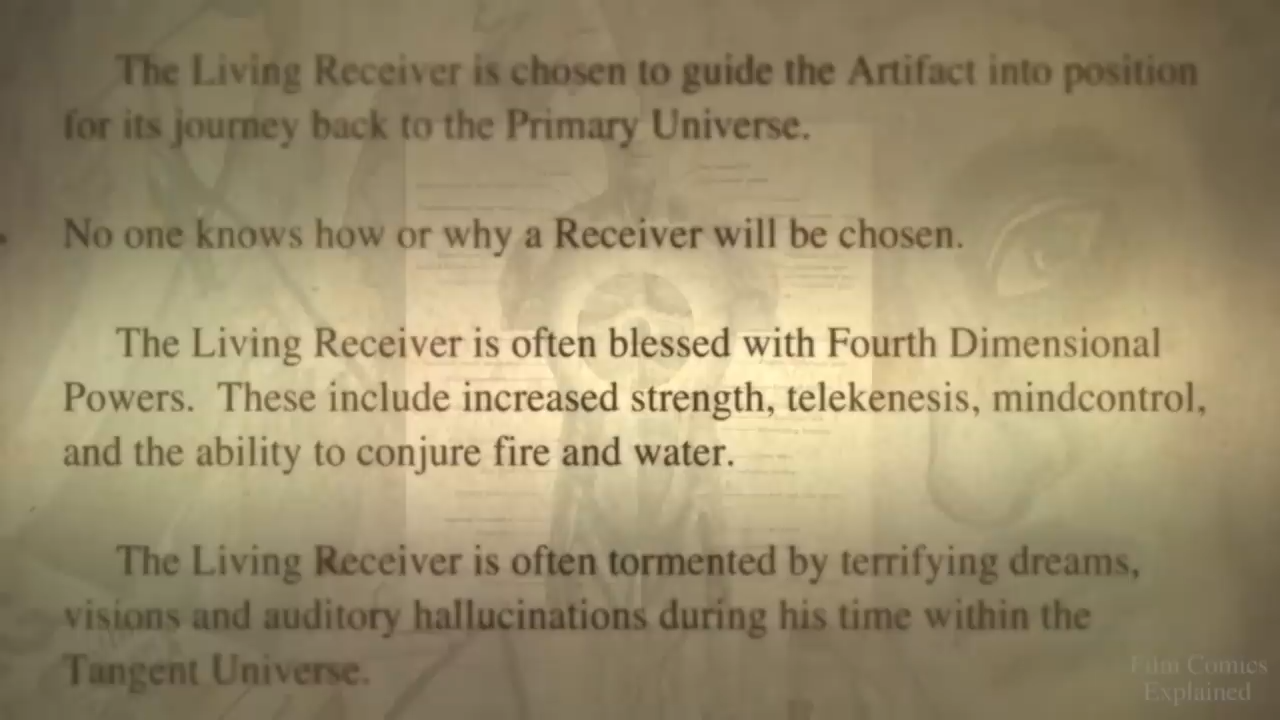 The Living Receiver is chosen to guide the Artifact into position
for its journey back to the Primary Universe.
No one knows how or why a Receiver will be chosen.
The Living Receiver is often blessed with Fourth Dimensional
Powers. These include increased strength, telekenesis, mindcontrol,
and the ability to conjure fire and water.
The Living Receiver is often tormented by terrifying dreams,
visions and auditory hallucinations during his time within the
Tangent Universe.
Film Comics
Explained